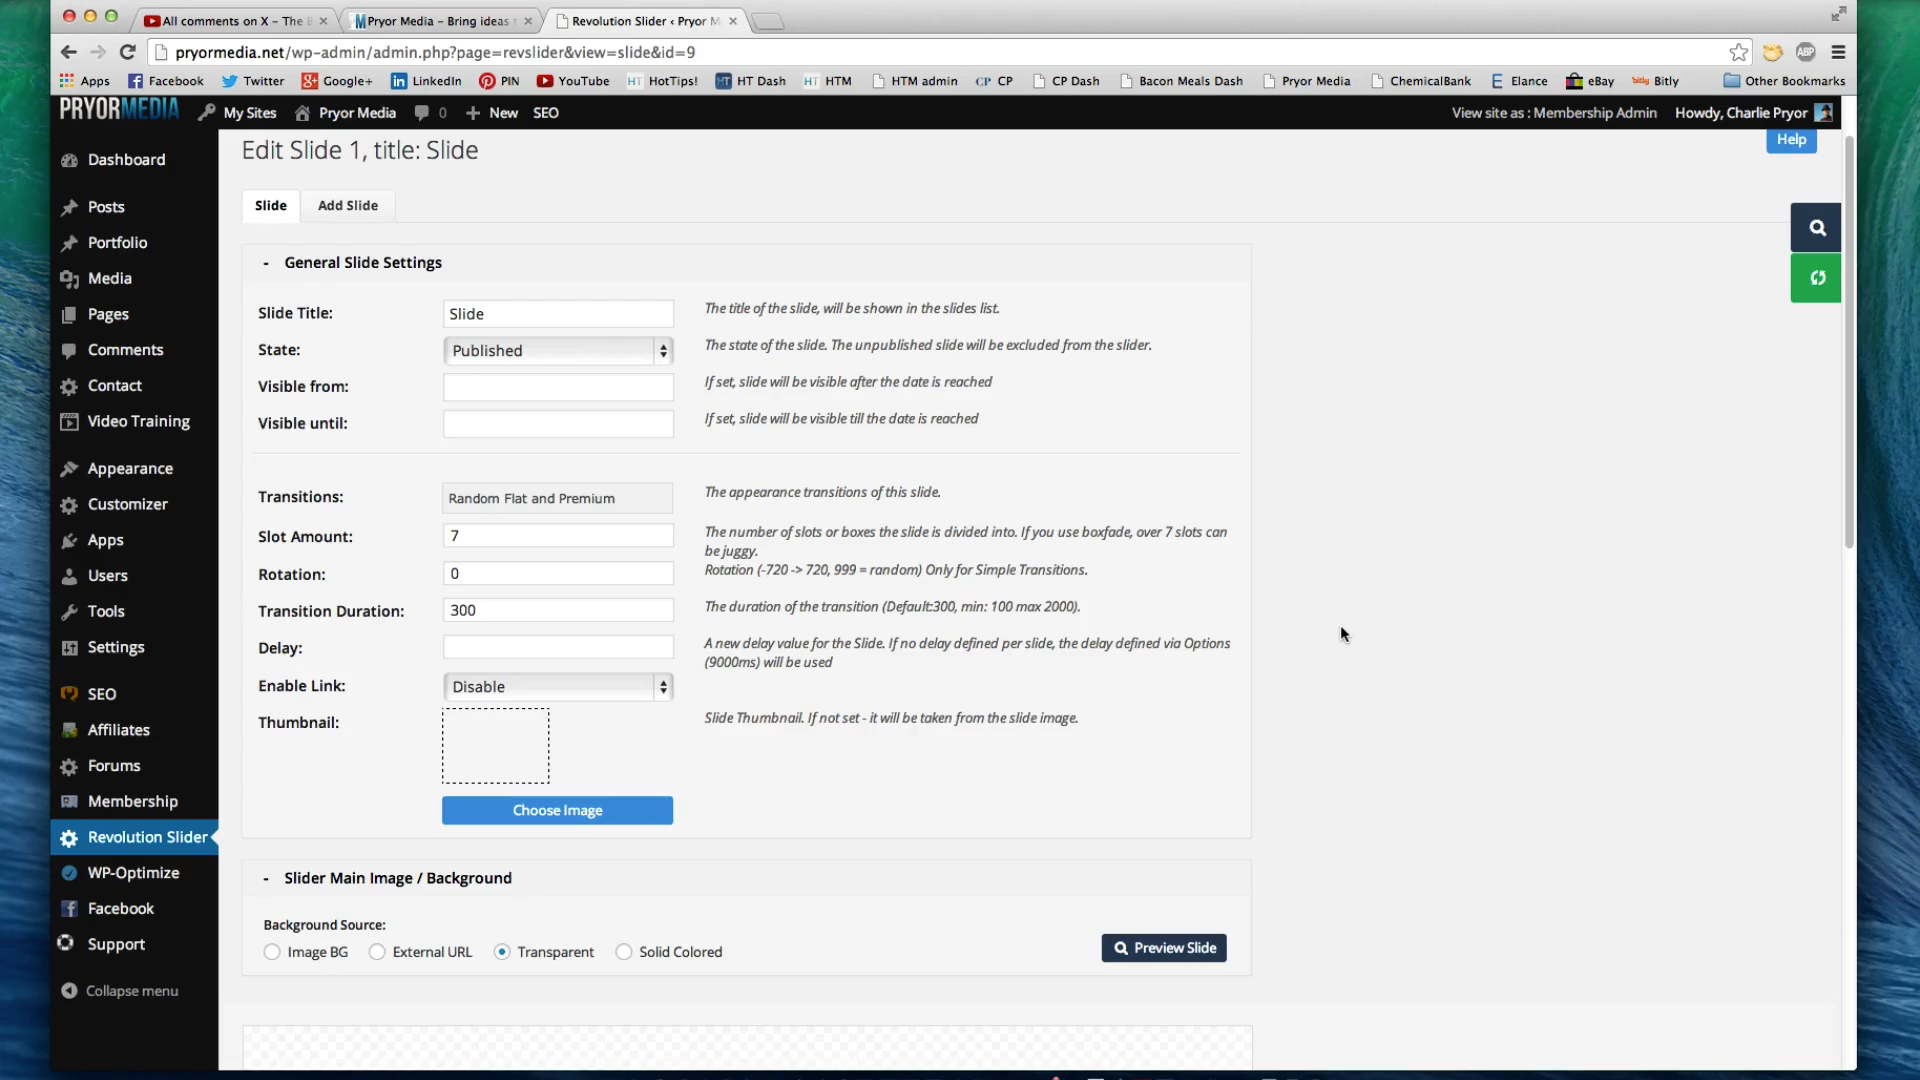 All comments on X - The B
Pryor Media - Bring ideas t
Revolution Slider ‹ Pryor M
pryormedia.net/wp-admin/admin.php?page=revslider&view=slide&id=9
ABP
Apps Facebook Twitter Google+ LinkedIn PIN YouTube HT HotTips! HT Dash HT HTM HTM admin CP CP CP Dash Bacon Meals Dash Pryor Media ChemicalBank Elance eBay bitly Bitly Other Bookmarks
PRYORMEDIA My Sites Pryor Media 0 + New SEO View site as : Membership Admin Howdy, Charlie Pryor
Help
Edit Slide 1, title: Slide
Slide
Add Slide
Dashboard
Posts
Portfolio
Media
Pages
Comments
Contact
Video Training
Appearance
Customizer
Apps
Users
Tools
Settings
SEO
Affiliates
Forums
Membership
Revolution Slider
WP-Optimize
Facebook
Support
Collapse menu
- General Slide Settings
Slide Title: Slide The title of the slide, will be shown in the slides list.
State: Published The state of the slide. The unpublished slide will be excluded from the slider.
Visible from: If set, slide will be visible after the date is reached
Visible until: If set, slide will be visible till the date is reached
Transitions: Random Flat and Premium The appearance transitions of this slide.
Slot Amount: 7 The number of slots or boxes the slide is divided into. If you use boxfade, over 7 slots can
be juggy.
Rotation: 0 Rotation (-720 -> 720, 999 = random) Only for Simple Transitions.
Transition Duration: 300 The duration of the transition (Default:300, min: 100 max 2000).
Delay: A new delay value for the Slide. If no delay defined per slide, the delay defined via Options
(9000ms) will be used
Enable Link: Disable
Thumbnail: Slide Thumbnail. If not set - it will be taken from the slide image.
Choose Image
- Slider Main Image / Background
Background Source:
Image BG External URL Transparent Solid Colored
Preview Slide